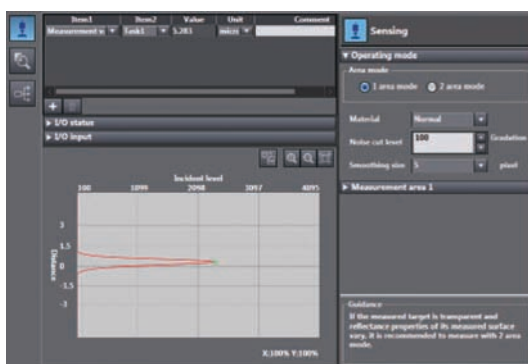 Item1 Item2 Value Unit Comment
Measurement v Task1 5.283 micm
I/O status
I/O input
Incident level
100 1099 2098 3097 4095
3
1.5
0
-1.5
-3
Distance
X:100% Y:100%
Sensing
Operating mode
Area mode
1 area mode 2 area mode
Material Normal
Noise cut level 100 Gradation
Smoothing size 5 pixel
Measurement area 1
Guidance
If the measured target is transparent and
reflectance properties of its measured surface
vary, it is recommended to measure with 2 area
mode.